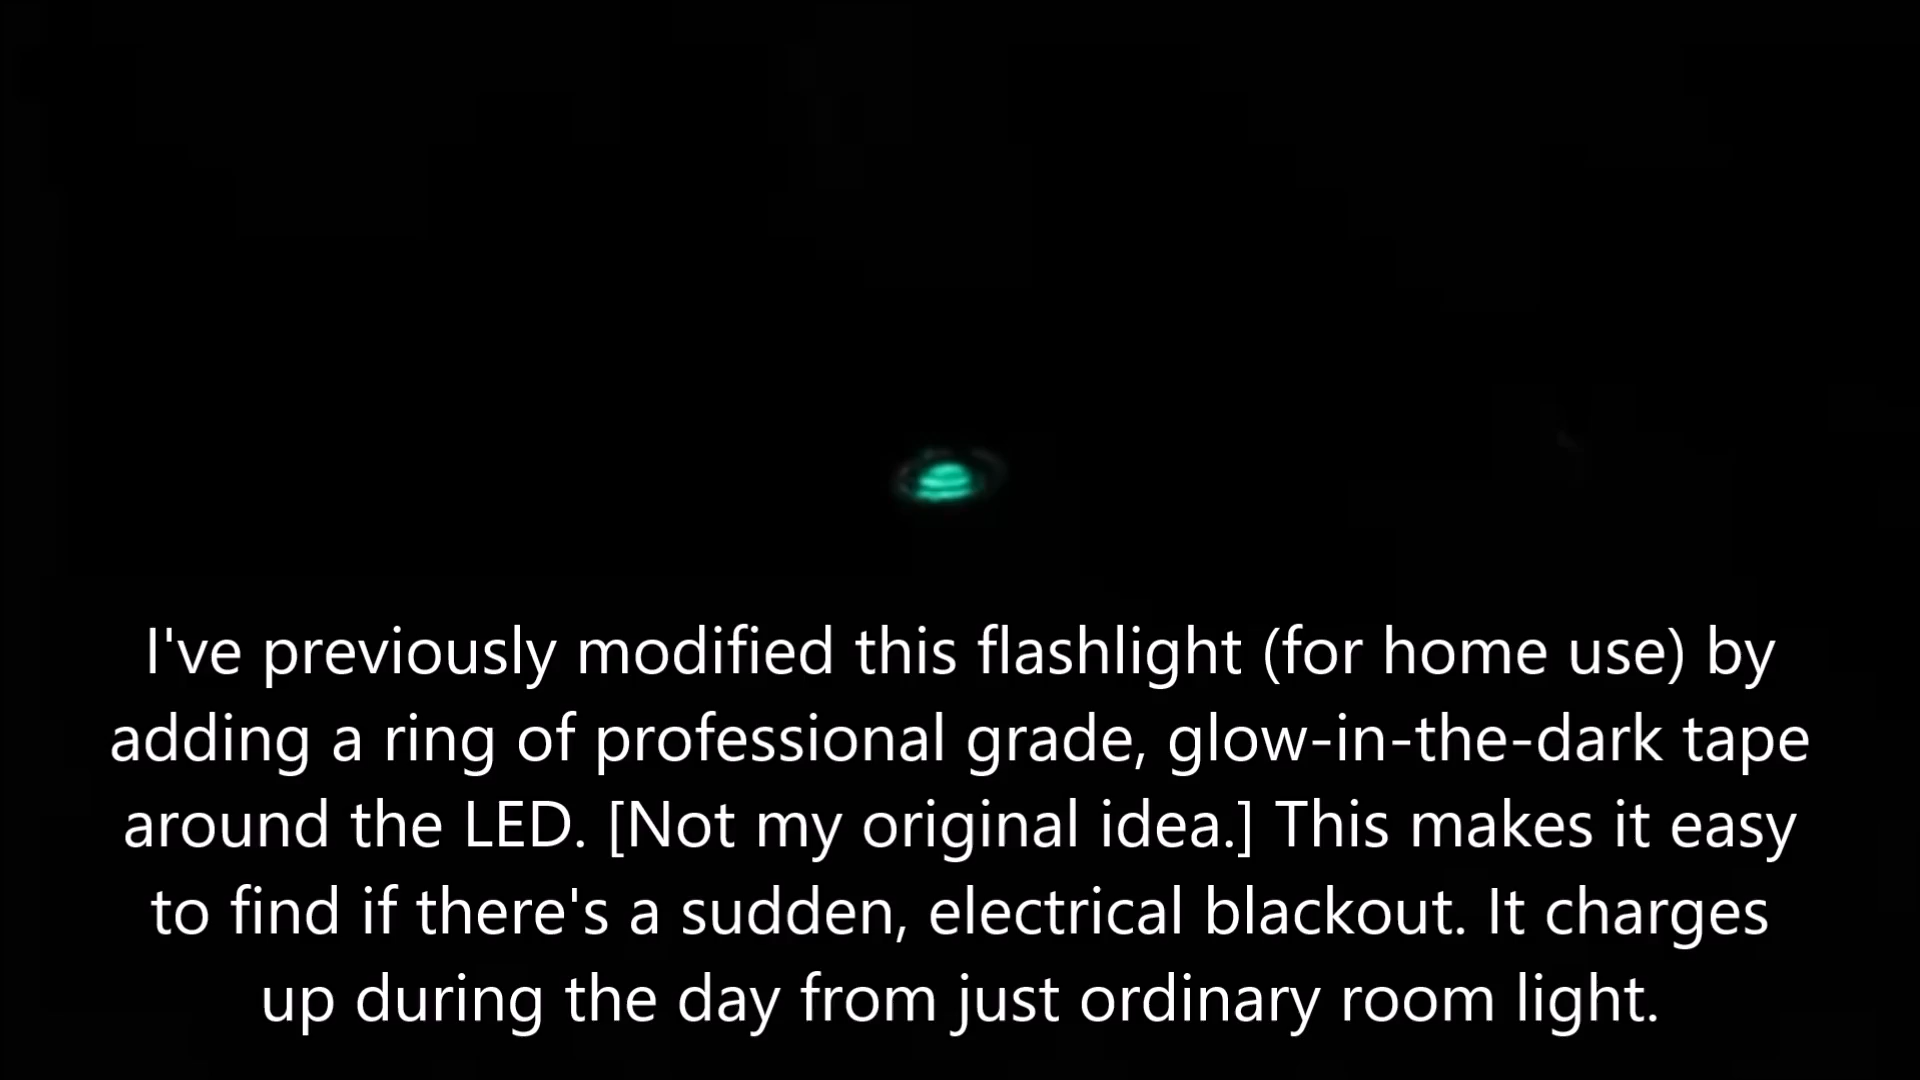 I've previously modified this flashlight (for home use) by
adding a ring of professional grade, glow-in-the-dark tape
around the LED. [Not my original idea.] This makes it easy
to find if there's a sudden, electrical blackout. It charges
up during the day from just ordinary room light.